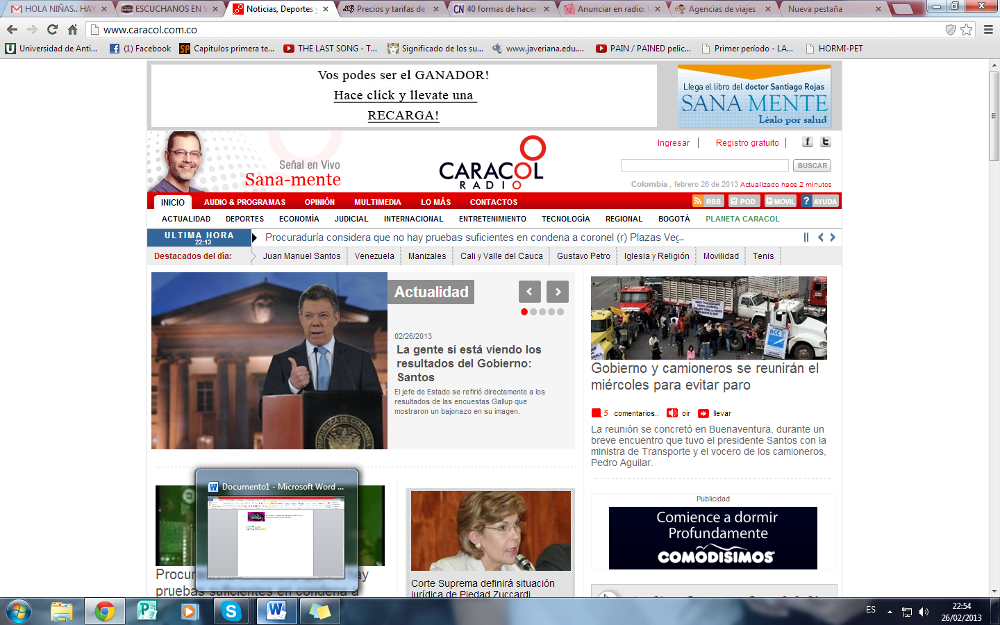 HOLA NIÑAS.. HAY
ESCUCHANOS EN V
Noticias, Deportes y
Precios y tarifas de
40 formas de hacer
Anunciar en radio:
Agencias de viajes
Nueva pestaña
www.caracol.com.co
Universidad de Anti...
(1) Facebook
Capitulos primera te...
THE LAST SONG - T...
Significado de los su...
www.javeriana.edu....
PAIN / PAINED pelic...
Primer período - LA...
HORMI-PET
Vos podes ser el GANADOR!
Hace click y llevate una
RECARGA!
Llega el libro del doctor Santiago Rojas
SANA MENTE
Léalo por salud
Señal en Vivo
Sana-mente
CARACOL
RADIO
Ingresar
Registro gratuito
BUSCAR
Colombia , febrero 26 de 2013 Actualizado hace 2 minutos
INICIO
AUDIO & PROGRAMAS
OPINIÓN
MULTIMEDIA
LO MÁS
CONTACTOS
RSS
POD
MOVIL
? AYUDA
ACTUALIDAD
DEPORTES
ECONOMÍA
JUDICIAL
INTERNACIONAL
ENTRETENIMIENTO
TECNOLOGÍA
REGIONAL
BOGOTÁ
PLANETA CARACOL
ULTIMA HORA
22:13
Procuraduría considera que no hay pruebas suficientes en condena a coronel (r) Plazas Veg_
Destacados del día:
Juan Manuel Santos
Venezuela
Manizales
Cali y Valle del Cauca
Gustavo Petro
Iglesia y Religión
Movilidad
Tenis
Actualidad
02/26/2013
La gente sí está viendo los
resultados del Gobierno:
Santos
El jefe de Estado se refirió directamente a los
resultados de las encuestas Gallup que
mostraron un bajonazo en su imagen.
REPUBLICA DE COLOMBIA
ACC
Gobierno y camioneros se reunirán el
miércoles para evitar paro
5 comentarios..
oir
llevar
La reunión se concretó en Buenaventura, durante un
breve encuentro que tuvo el presidente Santos con la
ministra de Transporte y el vocero de los camioneros,
Pedro Aguilar.
Publicidad
Comience a dormir
Profundamente
COMODÍSIMOS
Documento1 - Microsoft Word ...
tiempo
Procur
ay
pruebas suficientes en condena a
Corte Suprema definirá situación
jurídica de Piedad Zuccardi
ES
22:54
26/02/2013